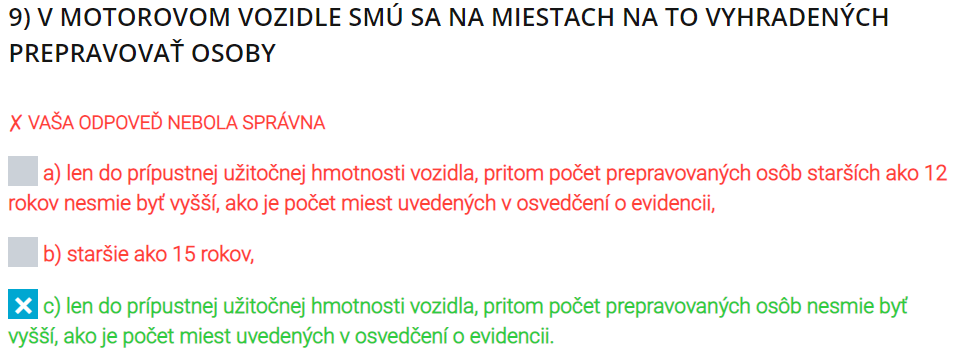 9) V MOTOROVOM VOZIDLE SMÚ SA NA MIESTACH NA TO VYHRADENÝCH
PREPRAVOVAŤ OSOBY
✗ VAŠA ODPOVEĎ NEBOLA SPRÁVNA
a) len do prípustnej užitočnej hmotnosti vozidla, pritom počet prepravovaných osôb starších ako 12
rokov nesmie byť vyšší, ako je počet miest uvedených v osvedčení o evidencii,
b) staršie ako 15 rokov,
c) len do prípustnej užitočnej hmotnosti vozidla, pritom počet prepravovaných osôb nesmie byť
vyšší, ako je počet miest uvedených v osvedčení o evidencii.